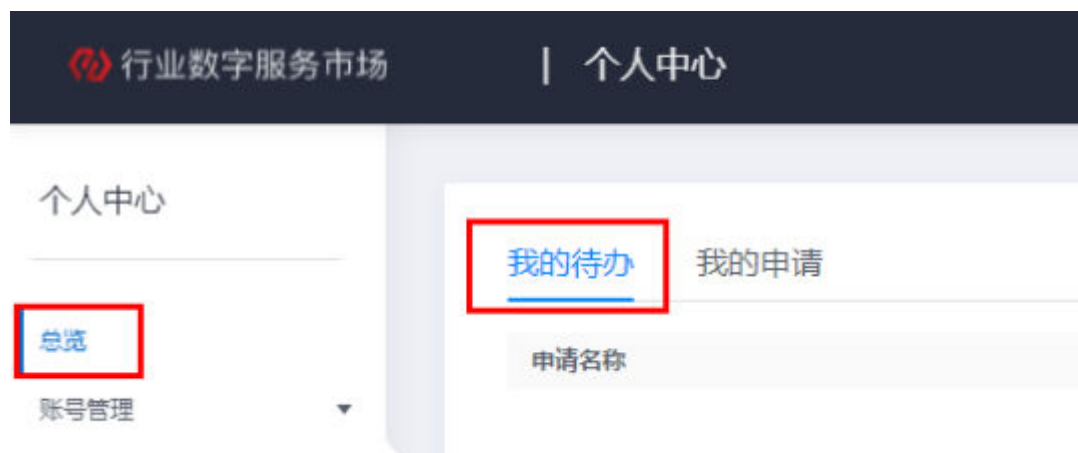 行业数字服务市场 | 个人中心
个人中心
总览
账号管理
我的待办 我的申请
申请名称